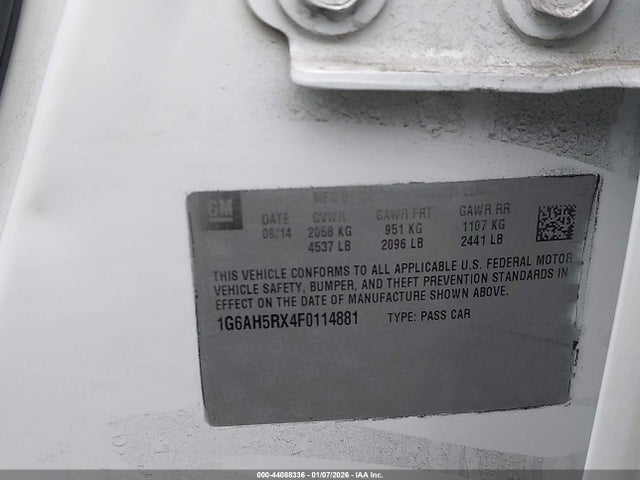 GM
MFD BY
DATE GVWR GAWR FRT GAWR RR
09/14 2058 KG 951 KG 1107 KG
4537 LB 2096 LB 2441 LB
THIS VEHICLE CONFORMS TO ALL APPLICABLE U.S. FEDERAL MOTOR
VEHICLE SAFETY, BUMPER, AND THEFT PREVENTION STANDARDS IN
EFFECT ON THE DATE OF MANUFACTURE SHOWN ABOVE.
1G6AH5RX4F0114881 TYPE: PASS CAR
000-44088336 - 01/07/2026 - IAA Inc.